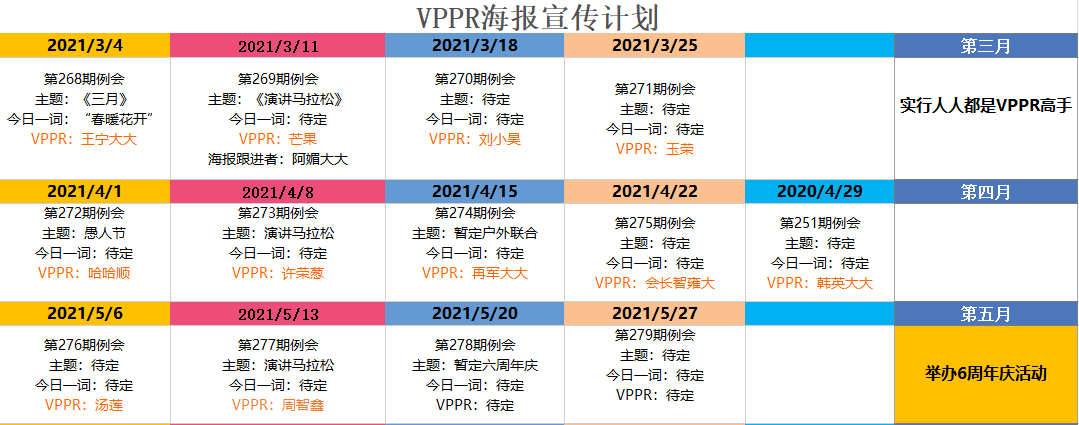 VPPR海报宣传计划
2021/3/4
2021/3/11
2021/3/18
2021/3/25
第三月
第268期例会
主题：《三月》
今日一词：“春暖花开”
VPPR：王宁大大
第269期例会
主题：《演讲马拉松》
今日一词：待定
VPPR：芒果
海报跟进者：阿媚大大
第270期例会
主题：待定
今日一词：待定
VPPR：刘小昊
第271期例会
主题：待定
今日一词：待定
VPPR：玉荣
实行人人都是VPPR高手
2021/4/1
2021/4/8
2021/4/15
2021/4/22
2020/4/29
第四月
第272期例会
主题：愚人节
今日一词：待定
VPPR：哈哈顺
第273期例会
主题：演讲马拉松
今日一词：待定
VPPR：许荣葱
第274期例会
主题：暂定户外联合
今日一词：待定
VPPR：再军大大
第275期例会
主题：待定
今日一词：待定
VPPR：会长智雍大
第251期例会
主题：待定
今日一词：待定
VPPR：韩英大大
2021/5/6
2021/5/13
2021/5/20
2021/5/27
第五月
第276期例会
主题：待定
今日一词：待定
VPPR：汤莲
第277期例会
主题：演讲马拉松
今日一词：待定
VPPR：周智鑫
第278期例会
主题：暂定六周年庆
今日一词：待定
VPPR：待定
第279期例会
主题：待定
今日一词：待定
VPPR：待定
举办6周年庆活动